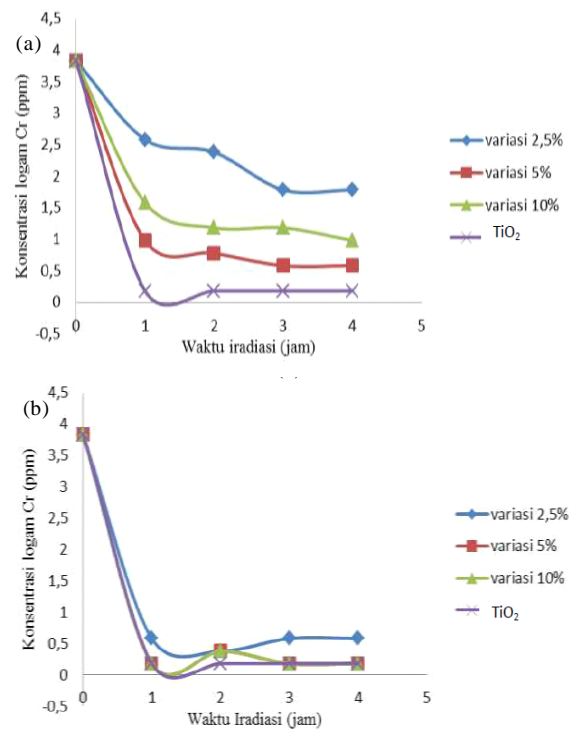 (a)
Konsentrasi logam Cr (ppm)
4,5
4
3,5
3
2,5
2
1,5
1
0,5
0
-0,5
0 1 2 3 4 5
Waktu iradiasi (jam)
variasi 2,5%
variasi 5%
variasi 10%
TiO₂
(b)
Konsentrasi logam Cr (ppm)
4,5
4
3,5
3
2,5
2
1,5
1
0,5
0
-0,5
0 1 2 3 4 5
Waktu Iradiasi (jam)
variasi 2,5%
variasi 5%
variasi 10%
TiO₂